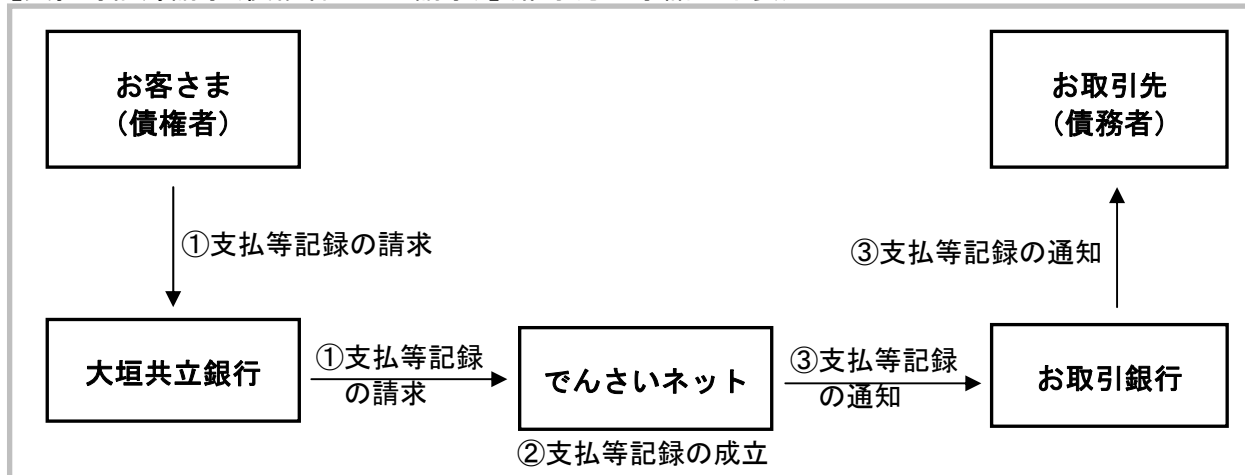 お客さま
（債権者）
お取引先
（債務者）
①支払等記録の請求
③支払等記録の通知
大垣共立銀行
①支払等記録
の請求
でんさいネット
③支払等記録
の通知
お取引銀行
②支払等記録の成立